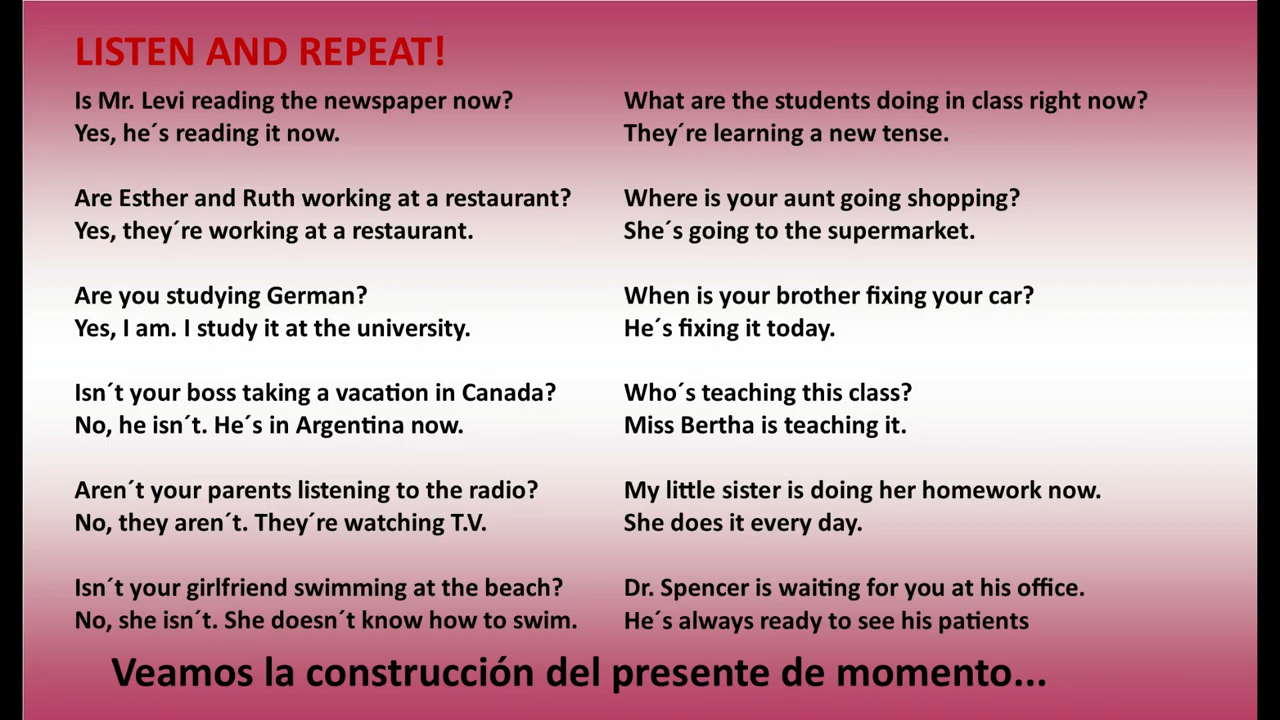 LISTEN AND REPEAT!
Is Mr. Levi reading the newspaper now?
Yes, he´s reading it now.
Are Esther and Ruth working at a restaurant?
Yes, they´re working at a restaurant.
Are you studying German?
Yes, I am. I study it at the university.
Isn´t your boss taking a vacation in Canada?
No, he isn´t. He´s in Argentina now.
Aren´t your parents listening to the radio?
No, they aren´t. They´re watching T.V.
Isn´t your girlfriend swimming at the beach?
No, she isn´t. She doesn´t know how to swim.
What are the students doing in class right now?
They´re learning a new tense.
Where is your aunt going shopping?
She´s going to the supermarket.
When is your brother fixing your car?
He´s fixing it today.
Who´s teaching this class?
Miss Bertha is teaching it.
My little sister is doing her homework now.
She does it every day.
Dr. Spencer is waiting for you at his office.
He´s always ready to see his patients
Veamos la construcción del presente de momento...